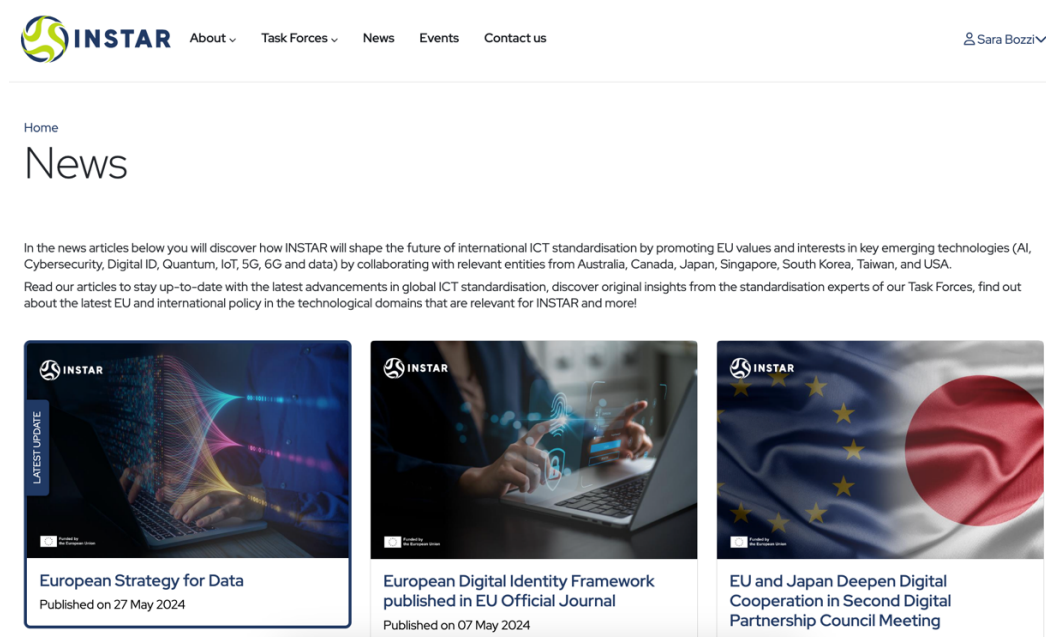 INSTAR
About
Task Forces
News
Events
Contact us
Sara Bozzi
Home
News
In the news articles below you will discover how INSTAR will shape the future of international ICT standardisation by promoting EU values and interests in key emerging technologies (AI,
Cybersecurity, Digital ID, Quantum, IoT, 5G, 6G and data) by collaborating with relevant entities from Australia, Canada, Japan, Singapore, South Korea, Taiwan, and USA.
Read our articles to stay up-to-date with the latest advancements in global ICT standardisation, discover original insights from the standardisation experts of our Task Forces, find out
about the latest EU and international policy in the technological domains that are relevant for INSTAR and more!
INSTAR
LATEST UPDATE
Funded by
the European Union
European Strategy for Data
Published on 27 May 2024
INSTAR
Funded by
the European Union
European Digital Identity Framework
published in EU Official Journal
Published on 07 May 2024
INSTAR
Funded by
the European Union
EU and Japan Deepen Digital
Cooperation in Second Digital
Partnership Council Meeting